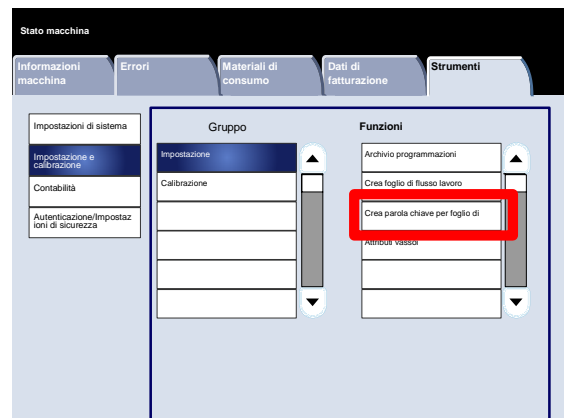 Stato macchina
Informazioni
macchina
Errori
Materiali di
consumo
Dati di
fatturazione
Strumenti
Impostazioni di sistema
Impostazione e
calibrazione
Contabilità
Autenticazione/Impostaz
ioni di sicurezza
Gruppo
Impostazione
Calibrazione
Funzioni
Archivio programmazioni
Crea foglio di flusso lavoro
Crea parola chiave per foglio di
Attributi vassoi